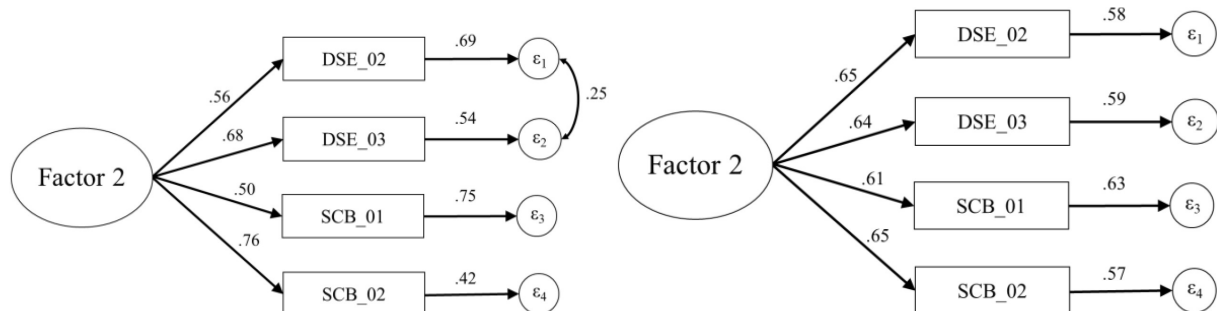 .69
DSE_02
ε1
.56
.25
.54
.68
DSE_03
ε2
Factor 2
.50
.75
SCB_01
ε3
.76
.42
SCB_02
ε4
.58
DSE_02
ε1
.65
.59
.64
DSE_03
ε2
Factor 2
.61
.63
SCB_01
ε3
.65
.57
SCB_02
ε4